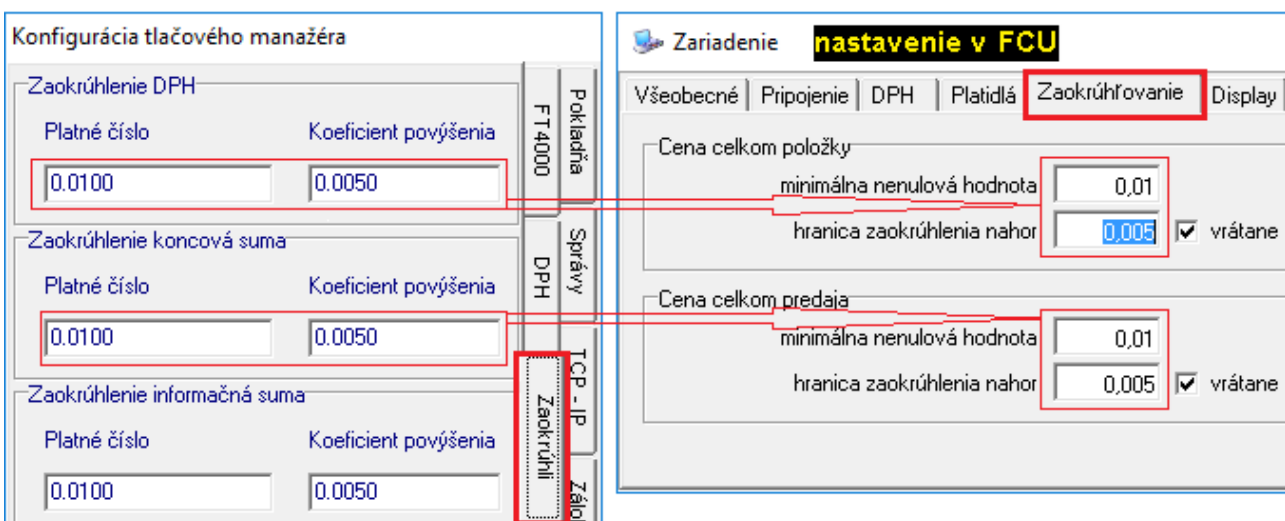 Konfigurácia tlačového manažéra
Zaokrúhlenie DPH
Platné číslo Koeficient povýšenia
0.0100 0.0050
Zaokrúhlenie koncová suma
Platné číslo Koeficient povýšenia
0.0100 0.0050
Zaokrúhlenie informačná suma
Platné číslo Koeficient povýšenia
0.0100 0.0050
FT4000
DPH
Zaokrúhli
Pokladňa
Správy
TCP - IP
Zariadenie nastavenie v FCU
Všeobecné Pripojenie DPH Platidlá Zaokrúhľovanie Display
Cena celkom položky
minimálna nenulová hodnota 0,01
hranica zaokrúhlenia nahor 0,005 vrátane
Cena celkom predaja
minimálna nenulová hodnota 0,01
hranica zaokrúhlenia nahor 0,005 vrátane